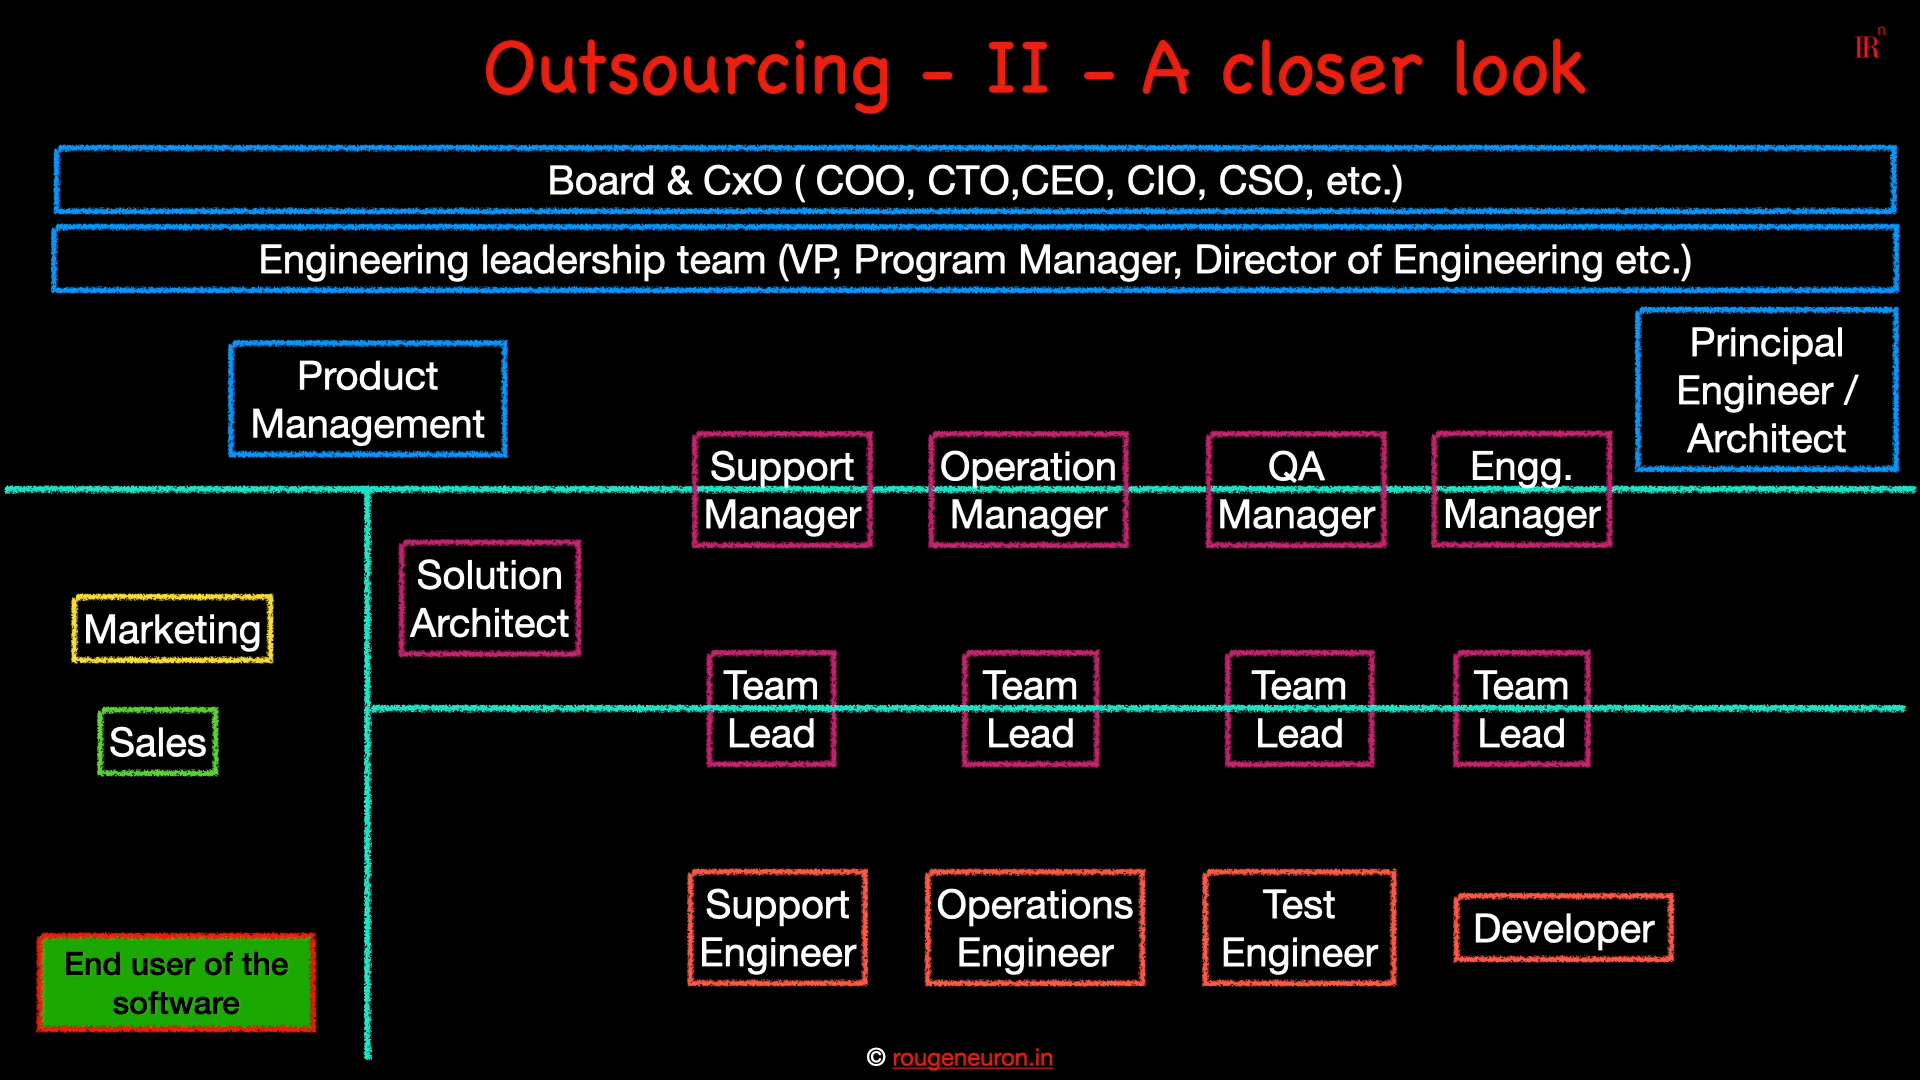 Outsourcing - II - A closer look
IR n
Board & CxO ( COO, CTO,CEO, CIO, CSO, etc.)
Engineering leadership team (VP, Program Manager, Director of Engineering etc.)
Product
Management
Principal
Engineer /
Architect
Support
Manager
Operation
Manager
QA
Manager
Engg.
Manager
Solution
Architect
Marketing
Sales
Team
Lead
Team
Lead
Team
Lead
Team
Lead
Support
Engineer
Operations
Engineer
Test
Engineer
Developer
End user of the
software
© rougeneuron.in